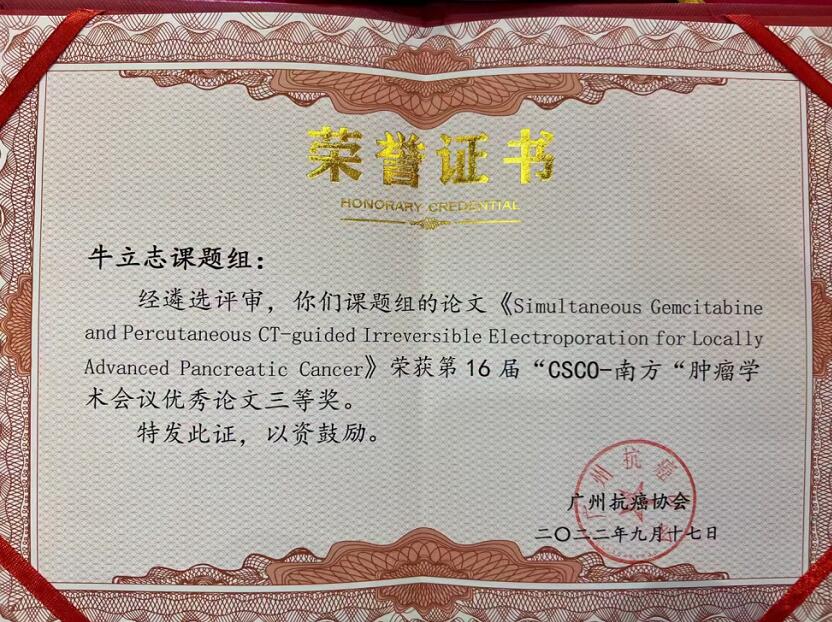 荣誉证书
HONORARY CREDENTIAL
牛立志课题组：
经遴选评审，你们课题组的论文《Simultaneous Gemcitabine
and Percutaneous CT-guided Irreversible Electroporation for Locally
Advanced Pancreatic Cancer》荣获第16届“CSCO-南方“肿瘤学
术会议优秀论文三等奖。
特发此证，以资鼓励。
广州抗癌协会
二〇二二年九月十七日